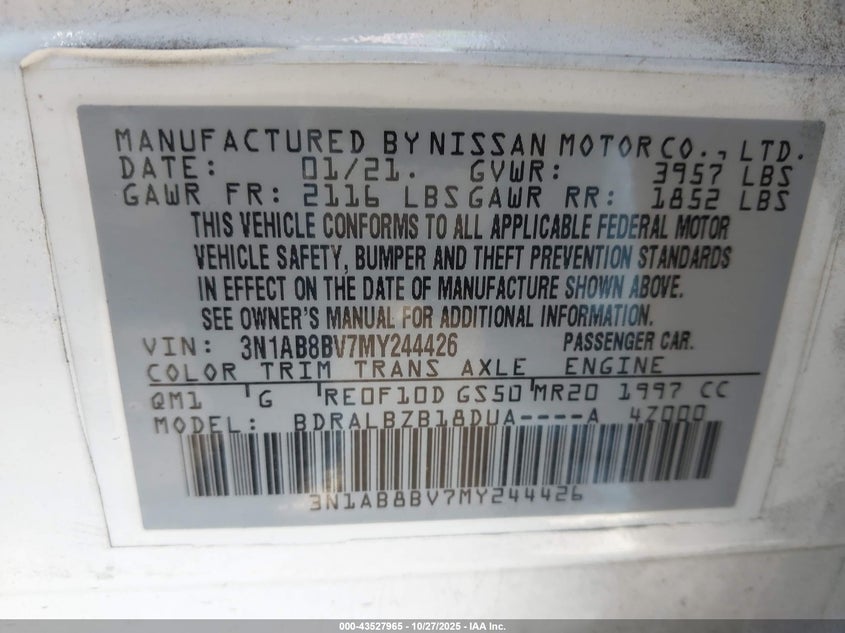 MANUFACTURED BY NISSAN MOTOR CO., LTD.
DATE: 01/21. GVWR: 3957 LBS
GAWR FR: 2116 LBS GAWR RR: 1852 LBS
THIS VEHICLE CONFORMS TO ALL APPLICABLE FEDERAL MOTOR
VEHICLE SAFETY, BUMPER AND THEFT PREVENTION STANDARDS
IN EFFECT ON THE DATE OF MANUFACTURE SHOWN ABOVE.
SEE OWNER'S MANUAL FOR ADDITIONAL INFORMATION.
VIN: 3N1AB8BV7MY244426 PASSENGER CAR.
COLOR TRIM TRANS AXLE ENGINE
QM1 G RE0F10D GS50 MR20 1997 CC
MODEL: BDRALBZB18DUA----A 4Z000
3N1AB8BV7MY244426
000-43527965 - 10/27/2025 - IAA Inc.